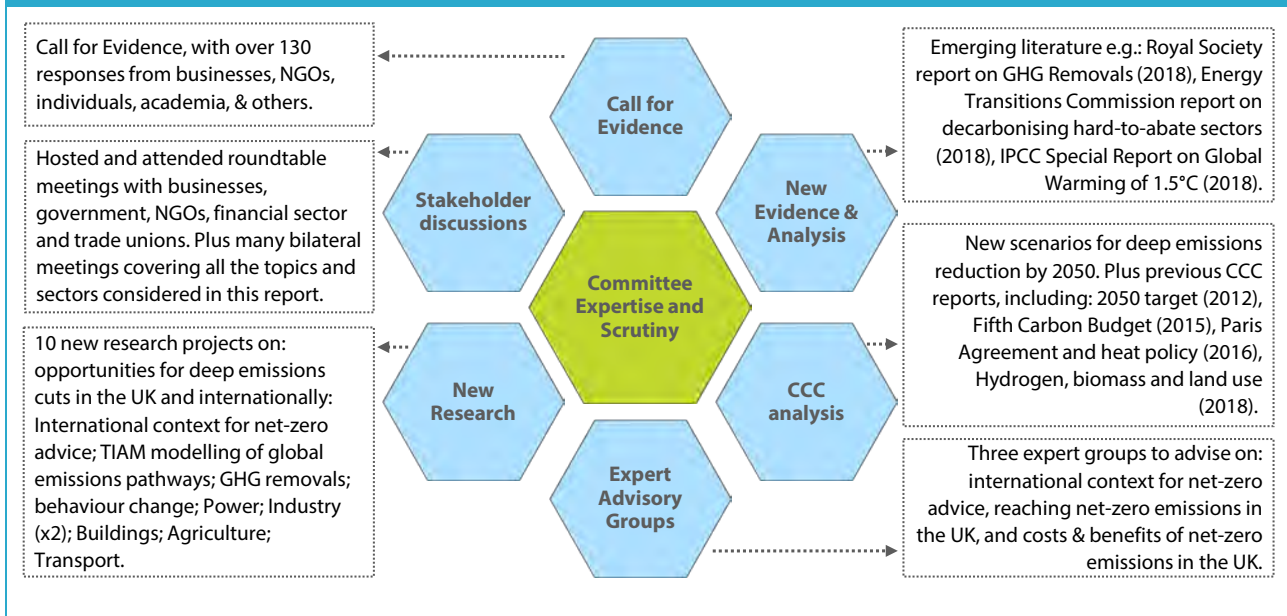 Call for Evidence, with over 130
responses from businesses, NGOs,
individuals, academia, & others.
Hosted and attended roundtable
meetings with businesses,
government, NGOs, financial sector
and trade unions. Plus many bilateral
meetings covering all the topics and
sectors considered in this report.
10 new research projects on:
opportunities for deep emissions
cuts in the UK and internationally:
International context for net-zero
advice; TIAM modelling of global
emissions pathways; GHG removals;
behaviour change; Power; Industry
(x2); Buildings; Agriculture;
Transport.
Call for
Evidence
Stakeholder
discussions
New
Evidence &
Analysis
Committee
Expertise and
Scrutiny
New
Research
CCC
analysis
Expert
Advisory
Groups
Emerging literature e.g.: Royal Society
report on GHG Removals (2018), Energy
Transitions Commission report on
decarbonising hard-to-abate sectors
(2018), IPCC Special Report on Global
Warming of 1.5°C (2018).
New scenarios for deep emissions
reduction by 2050. Plus previous CCC
reports, including: 2050 target (2012),
Fifth Carbon Budget (2015), Paris
Agreement and heat policy (2016),
Hydrogen, biomass and land use
(2018).
Three expert groups to advise on:
international context for net-zero
advice, reaching net-zero emissions in
the UK, and costs & benefits of net-zero
emissions in the UK.